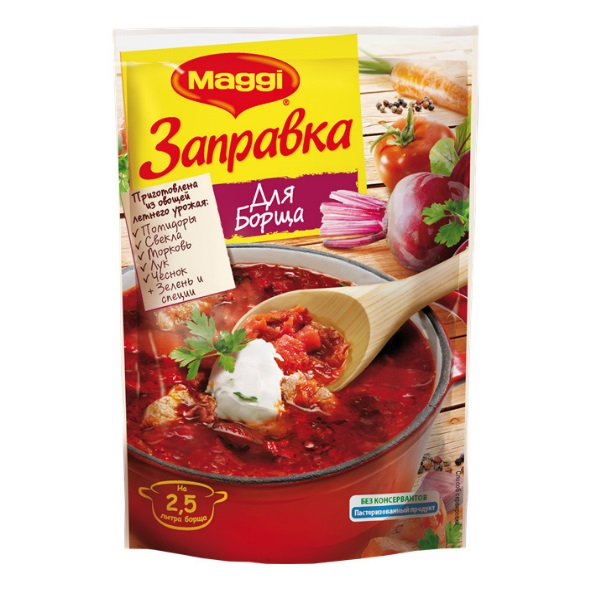 Maggi
®
Заправка
Для
Борща
Приготовлена
из овощей
летнего урожая:
✓ Помидоры
✓ Свекла
✓ Морковь
✓ Лук
✓ Чеснок
+ Зелень и
специи
На
2,5
литра борща
БЕЗ КОНСЕРВАНТОВ
Пастеризованный продукт